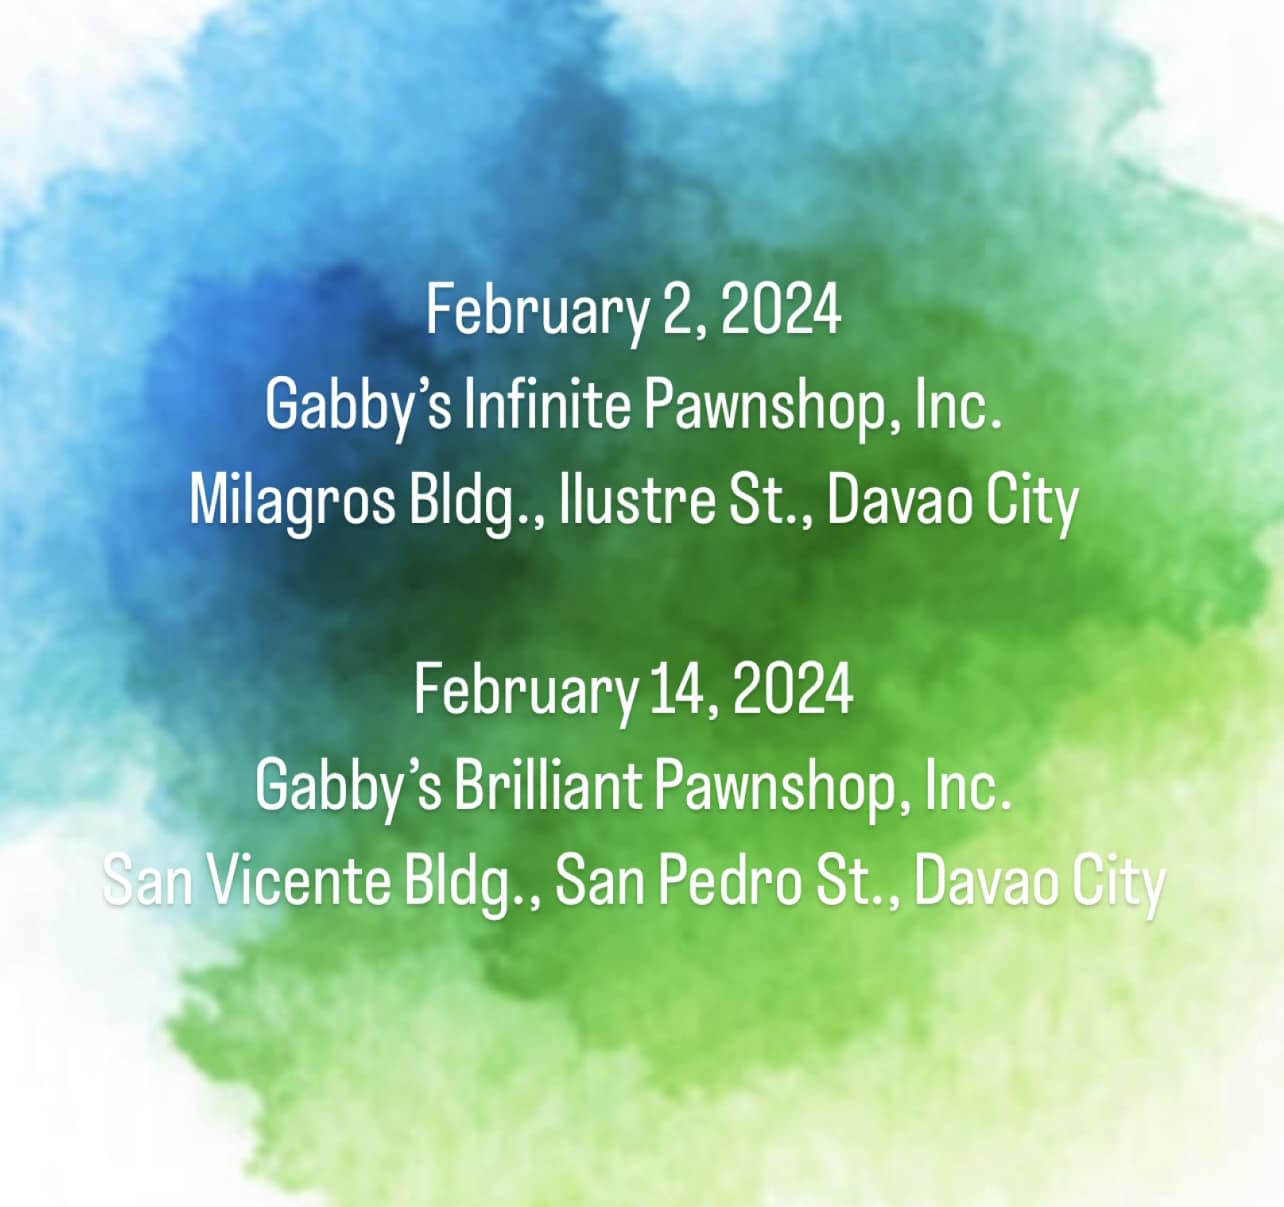 February 2, 2024
Gabby’s Infinite Pawnshop, Inc.
Milagros Bldg., Ilustre St., Davao City
February 14, 2024
Gabby’s Brilliant Pawnshop, Inc.
San Vicente Bldg., San Pedro St., Davao City